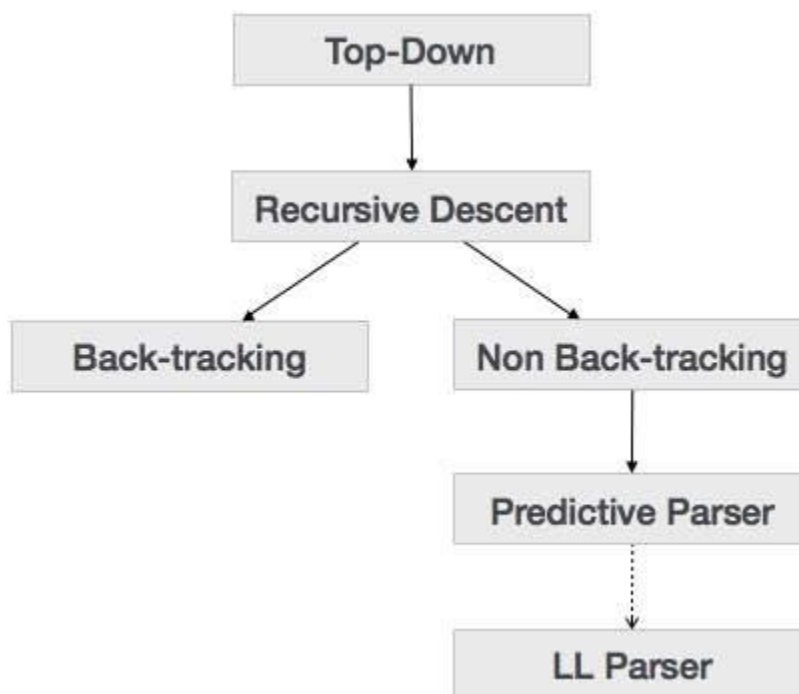 Top-Down
Recursive Descent
Back-tracking
Non Back-tracking
Predictive Parser
LL Parser